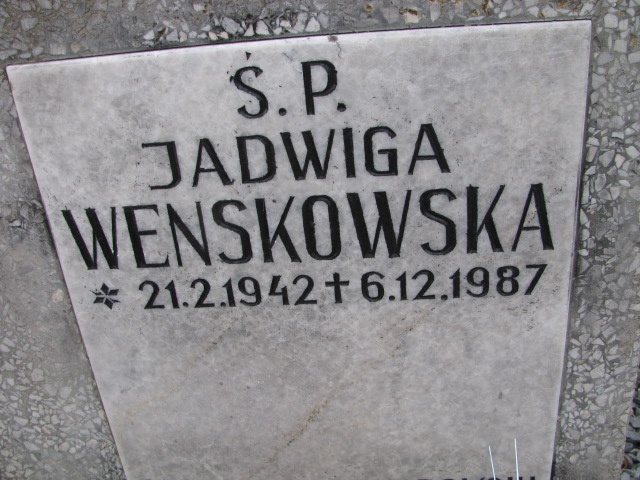 Ś. P.
JADWIGA
WENSKOWSKA
* 21.2.1942 ✝ 6.12.1987